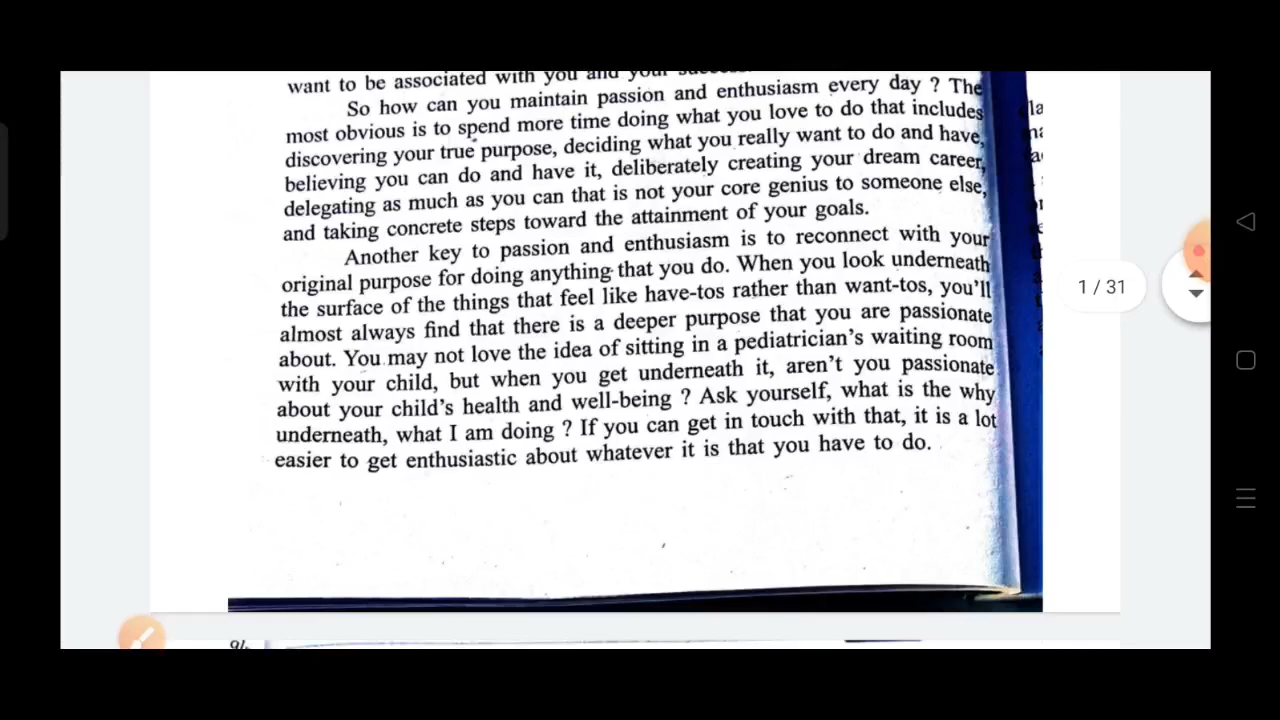 want to be associated with you and your
So how can you maintain passion and enthusiasm every day ? The
most obvious is to spend more time doing what you love to do that includes
discovering your true purpose, deciding what you really want to do and have,
believing you can do and have it, deliberately creating your dream career,
delegating as much as you can that is not your core genius to someone else,
and taking concrete steps toward the attainment of your goals.
Another key to passion and enthusiasm is to reconnect with your
original purpose for doing anything that you do. When you look underneath
the surface of the things that feel like have-tos rather than want-tos, you'll
almost always find that there is a deeper purpose that you are passionate
about. You may not love the idea of sitting in a pediatrician's waiting room
with your child, but when you get underneath it, aren't you passionate
about your child's health and well-being ? Ask yourself, what is the why
underneath, what I am doing ? If you can get in touch with that, it is a lot
easier to get enthusiastic about whatever it is that you have to do.
1 / 31